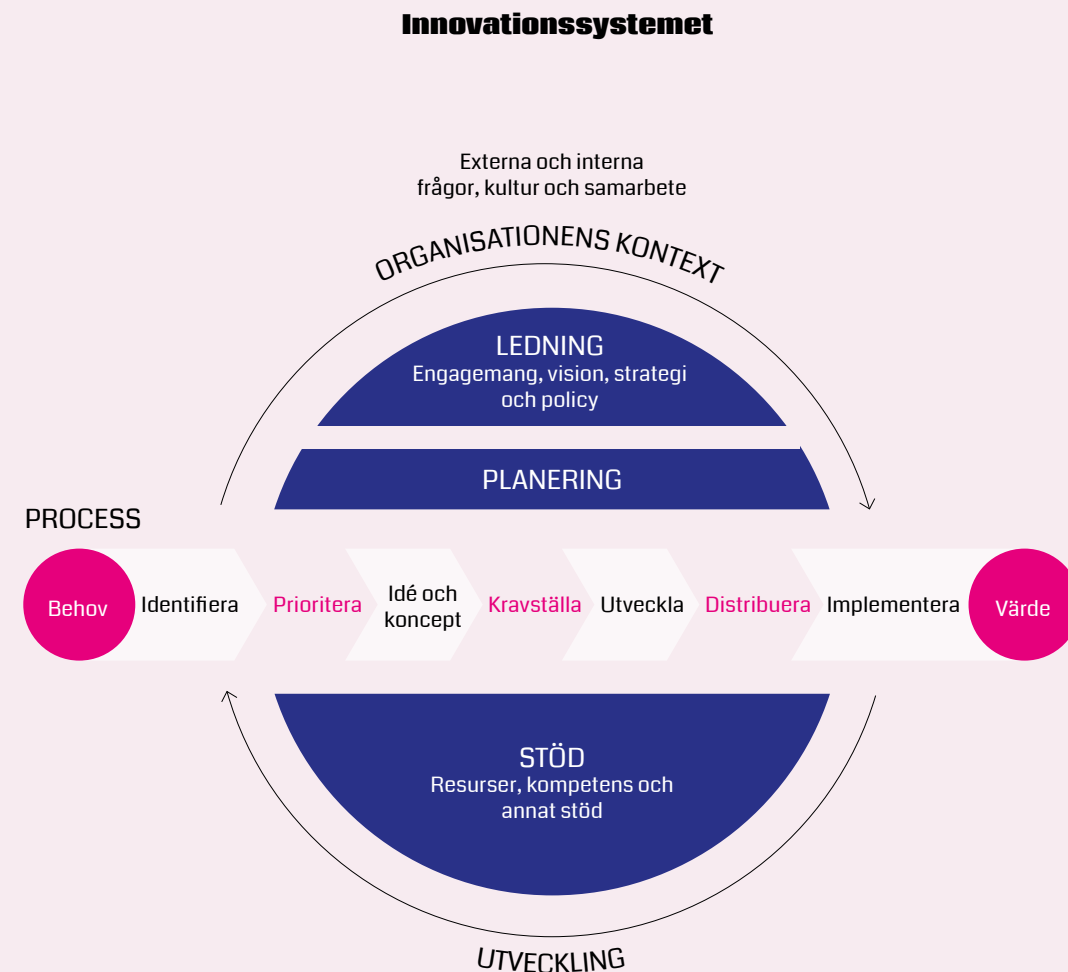 Innovationssystemet
Externa och interna
frågor, kultur och samarbete
ORGANISATIONENS KONTEXT
LEDNING
Engagemang, vision, strategi
och policy
PLANERING
PROCESS
Behov
Identifiera
Prioritera
Idé och
koncept
Kravställa
Utveckla
Distribuera
Implementera
Värde
STÖD
Resurser, kompetens och
annat stöd
UTVECKLING